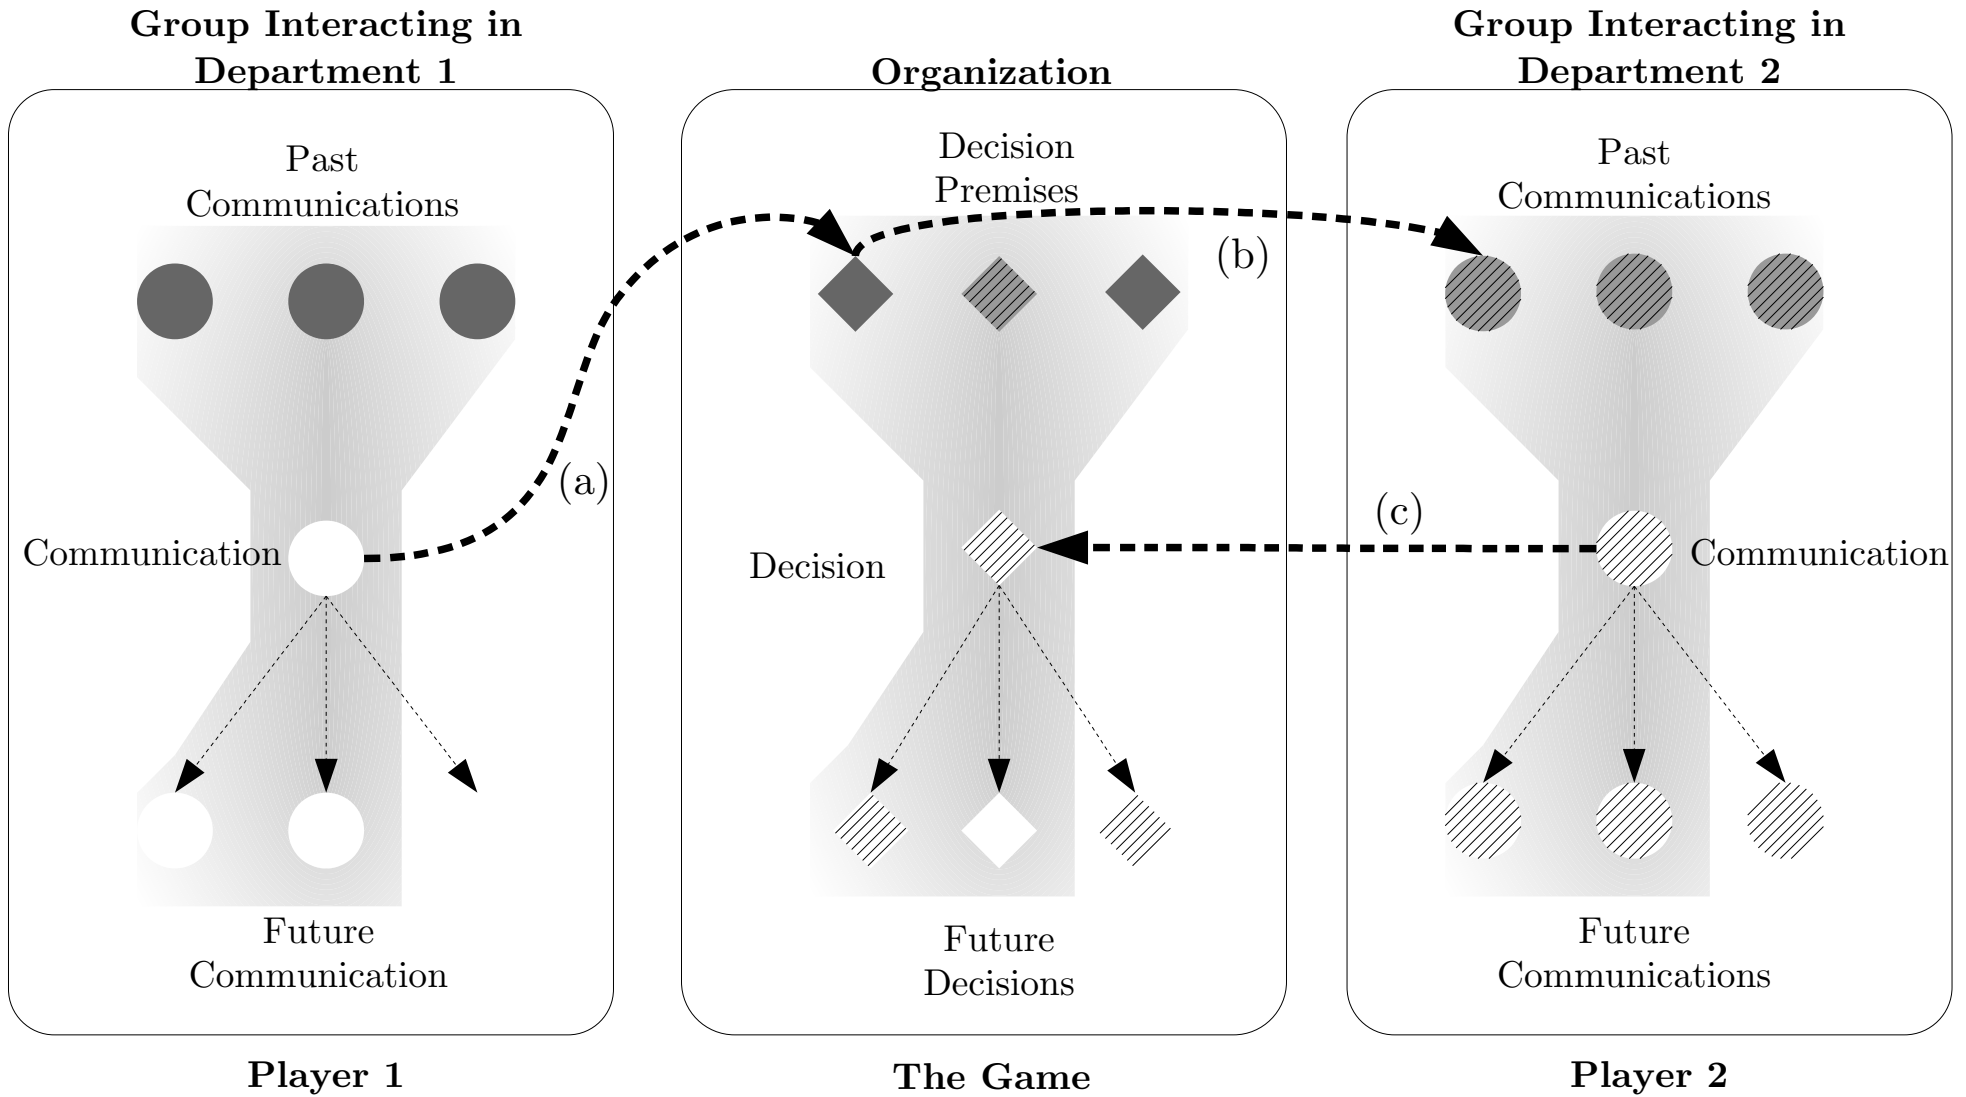 Group Interacting in
Department 1
Past
Communications
Communication
(a)
Future
Communication
Player 1
Organization
Decision
Premises
(b)
Decision
Future
Decisions
The Game
Group Interacting in
Department 2
Past
Communications
(c)
Communication
Future
Communications
Player 2